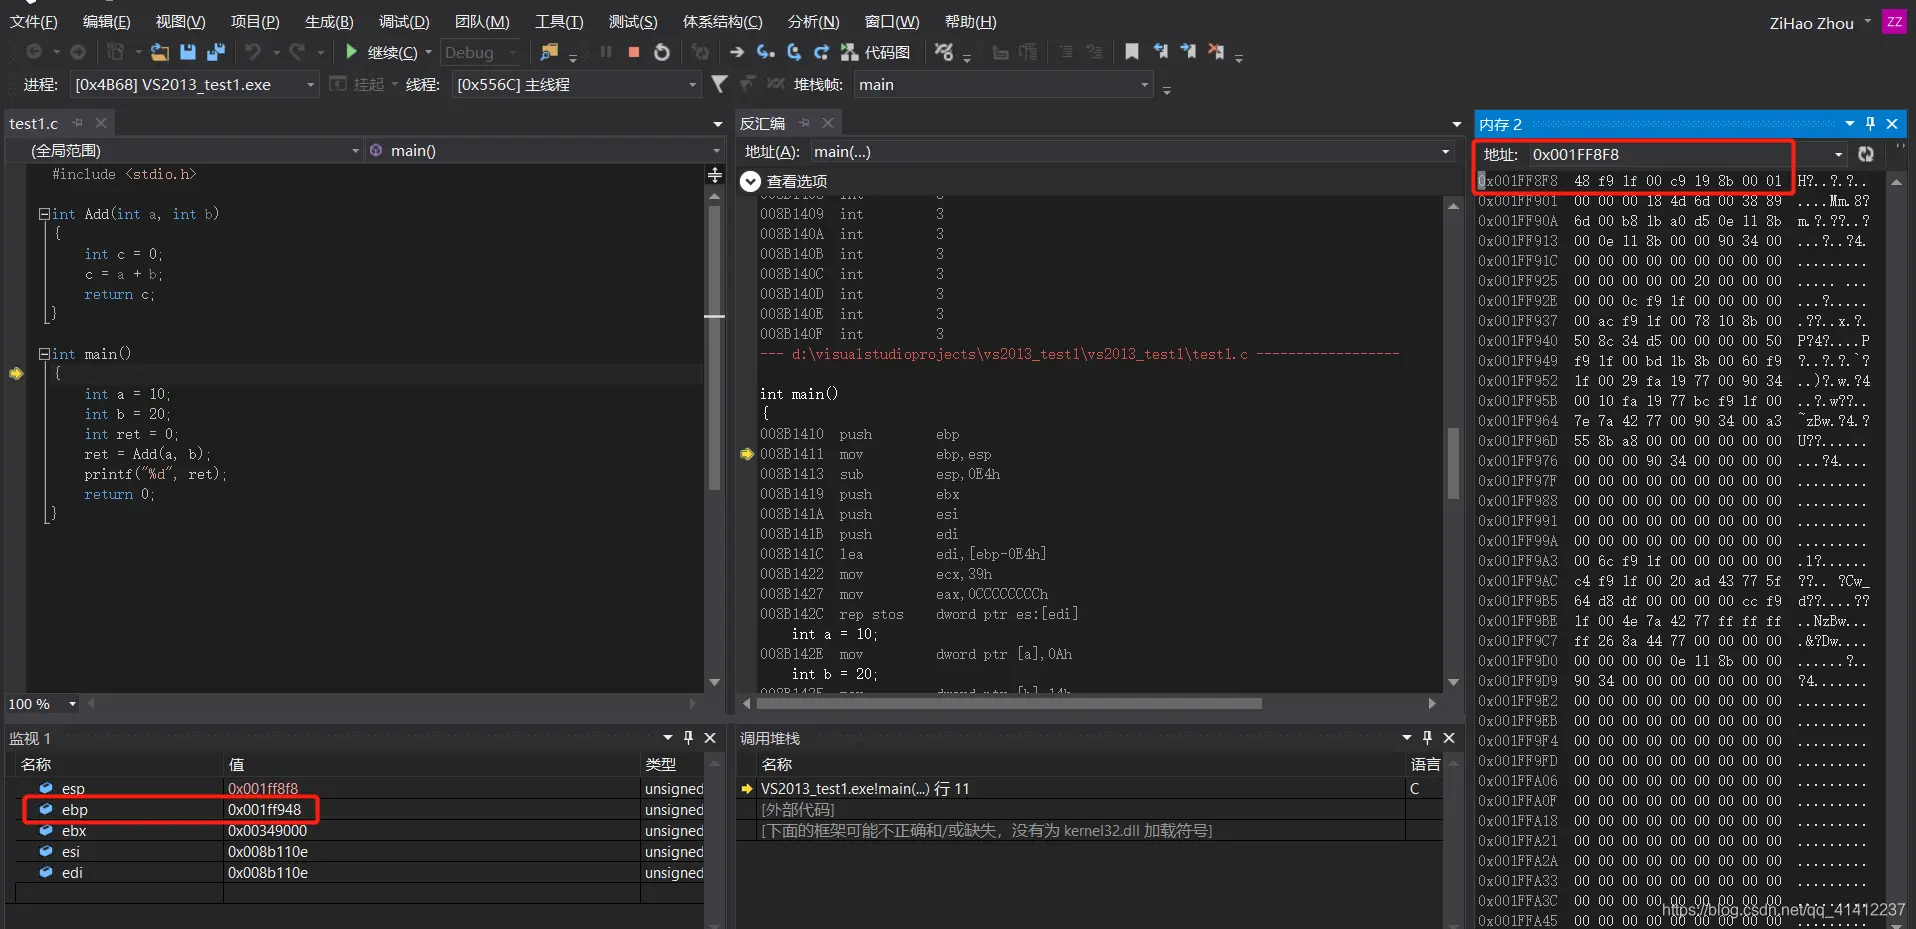 文件(F) 编辑(E) 视图(V) 项目(P) 生成(B) 调试(D) 团队(M) 工具(T) 测试(S) 体系结构(C) 分析(N) 窗口(W) 帮助(H) ZiHao Zhou ZZ
继续(C) Debug 代码图
进程: [0x4B68] VS2013_test1.exe 挂起 线程: [0x556C] 主线程 堆栈帧: main
test1.c
(全局范围) main()
#include <stdio.h>
int Add(int a, int b)
{
int c = 0;
c = a + b;
return c;
}
int main()
{
int a = 10;
int b = 20;
int ret = 0;
ret = Add(a, b);
printf("%d", ret);
return 0;
}
100 %
反汇编
地址(A): main(...)
查看选项
008B1409 int 3
008B140A int 3
008B140B int 3
008B140C int 3
008B140D int 3
008B140E int 3
008B140F int 3
--- d:\visualstudioprojects\vs2013_test1\vs2013_test1\test1.c ------------------
int main()
{
008B1410 push ebp
008B1411 mov ebp,esp
008B1413 sub esp,0E4h
008B1419 push ebx
008B141A push esi
008B141B push edi
008B141C lea edi,[ebp-0E4h]
008B1422 mov ecx,39h
008B1427 mov eax,0CCCCCCCCh
008B142C rep stos dword ptr es:[edi]
int a = 10;
008B142E mov dword ptr [a],0Ah
int b = 20;
内存 2
地址: 0x001FF8F8
0x001FF8F8 48 f9 1f 00 c9 19 8b 00 01 H?..?.?..
0x001FF901 00 00 00 18 4d 6d 00 38 89 ....Mm.8?
0x001FF90A 6d 00 b8 1b a0 d5 0e 11 8b m.?.??..?
0x001FF913 00 0e 11 8b 00 00 90 34 00 ...?..?4.
0x001FF91C 00 00 00 00 00 00 00 00 00 .........
0x001FF925 00 00 00 00 00 20 00 00 00 ..... ...
0x001FF92E 00 00 0c f9 1f 00 00 00 00 ...?.....
0x001FF937 00 ac f9 1f 00 78 10 8b 00 .??..x.?.
0x001FF940 50 8c 34 d5 00 00 00 00 50 P?4?....P
0x001FF949 f9 1f 00 bd 1b 8b 00 60 f9 ?..?.?.`?
0x001FF952 1f 00 29 fa 19 77 00 90 34 ..)?.w.?4
0x001FF95B 00 10 fa 19 77 bc f9 1f 00 ..?.w??..
0x001FF964 7e 7a 42 77 00 90 34 00 a3 ~zBw.?4.?
0x001FF96D 55 8b a8 00 00 00 00 00 00 U??......
0x001FF976 00 00 00 90 34 00 00 00 00 ...?4....
0x001FF97F 00 00 00 00 00 00 00 00 00 .........
0x001FF988 00 00 00 00 00 00 00 00 00 .........
0x001FF991 00 00 00 00 00 00 00 00 00 .........
0x001FF99A 00 00 00 00 00 00 00 00 00 .........
0x001FF9A3 00 6c f9 1f 00 00 00 00 00 .l?......
0x001FF9AC c4 f9 1f 00 20 ad 43 77 5f ??.. ?Cw_
0x001FF9B5 64 d8 df 00 00 00 00 cc f9 d??....??
0x001FF9BE 1f 00 4e 7a 42 77 ff ff ff ..NzBw...
0x001FF9C7 ff 26 8a 44 77 00 00 00 00 .&?Dw....
0x001FF9D0 00 00 00 00 0e 11 8b 00 00 .......?..
0x001FF9D9 90 34 00 00 00 00 00 00 00 ?4.......
0x001FF9E2 00 00 00 00 00 00 00 00 00 .........
0x001FF9EB 00 00 00 00 00 00 00 00 00 .........
0x001FF9F4 00 00 00 00 00 00 00 00 00 .........
0x001FF9FD 00 00 00 00 00 00 00 00 00 .........
0x001FFA06 00 00 00 00 00 00 00 00 00 .........
0x001FFA0F 00 00 00 00 00 00 00 00 00 .........
0x001FFA18 00 00 00 00 00 00 00 00 00 .........
0x001FFA21 00 00 00 00 00 00 00 00 00 .........
0x001FFA2A 00 00 00 00 00 00 00 00 00 .........
0x001FFA33 00 00 00 00 00 00 00 00 00 .........
0x001FFA3C 00 00 00 00 00 00 00 00 00 .........
0x001FFA45 00 00 00 00 00 00 00 00 00 .........
监视 1
名称 值 类型
esp 0x001ff8f8 unsigned
ebp 0x001ff948 unsigned
ebx 0x00349000 unsigned
esi 0x008b110e unsigned
edi 0x008b110e unsigned
调用堆栈
名称 语言
VS2013_test1.exe!main(...) 行 11 C
[外部代码]
[下面的框架可能不正确和/或缺失，没有为 kernel32.dll 加载符号]
https://blog.csdn.net/qq_41412237